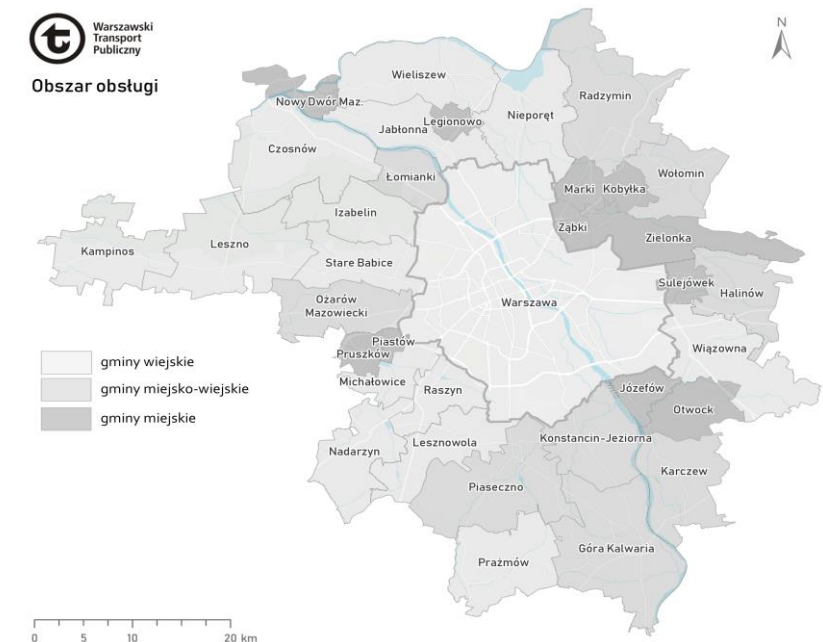 Warszawski
Transport
Publiczny
Obszar obsługi
N
Wieliszew
Radzymin
Nowy Dwór Maz.
Legionowo
Nieporęt
Jabłonna
Czosnów
Łomianki
Wołomin
Marki
Kobyłka
Izabelin
Ząbki
Zielonka
Kampinos
Leszno
Stare Babice
Sulejówek
Halinów
Ożarów
Mazowiecki
Warszawa
Piastów
Pruszków
Wiązowna
gminy wiejskie
Michałowice
Raszyn
Józefów
gminy miejsko-wiejskie
Otwock
gminy miejskie
Lesznowola
Konstancin-Jeziorna
Nadarzyn
Karczew
Piaseczno
Góra Kalwaria
Prażmów
0 5 10 20 km